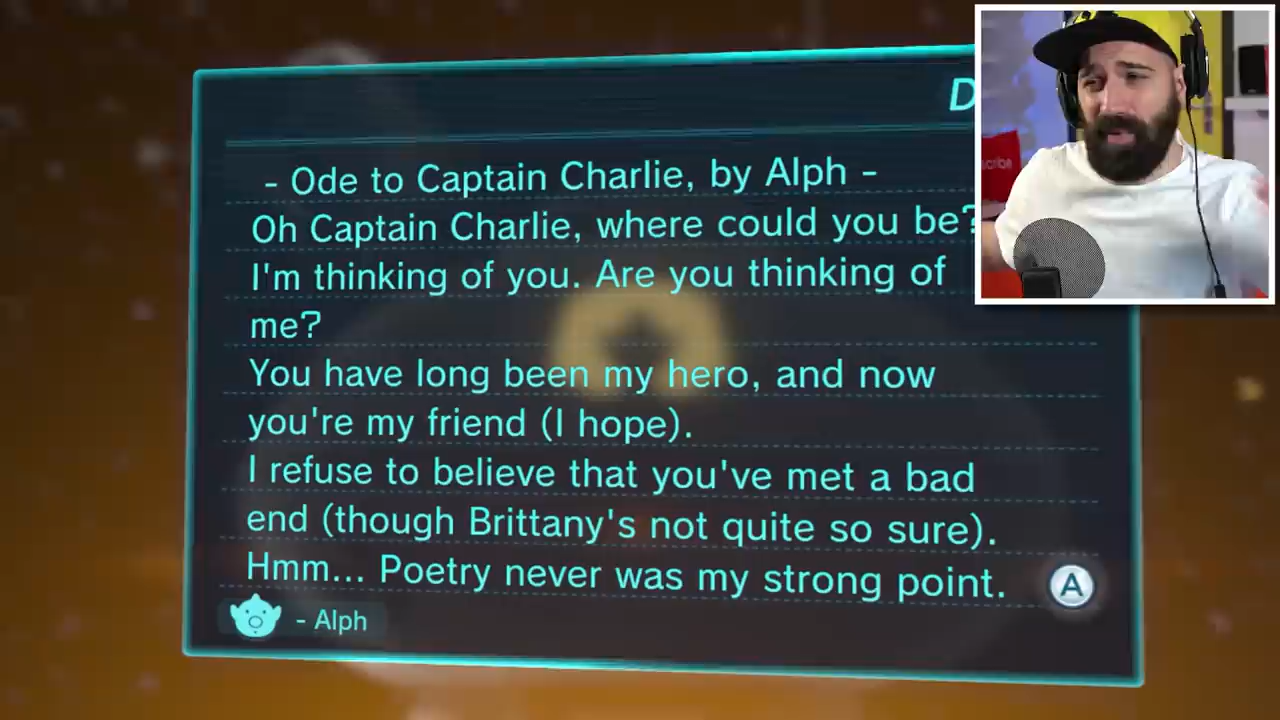 D
- Ode to Captain Charlie, by Alph -
Oh Captain Charlie, where could you be?
I'm thinking of you. Are you thinking of
me?
You have long been my hero, and now
you're my friend (I hope).
I refuse to believe that you've met a bad
end (though Brittany's not quite so sure).
Hmm... Poetry never was my strong point.
A
- Alph
scribe